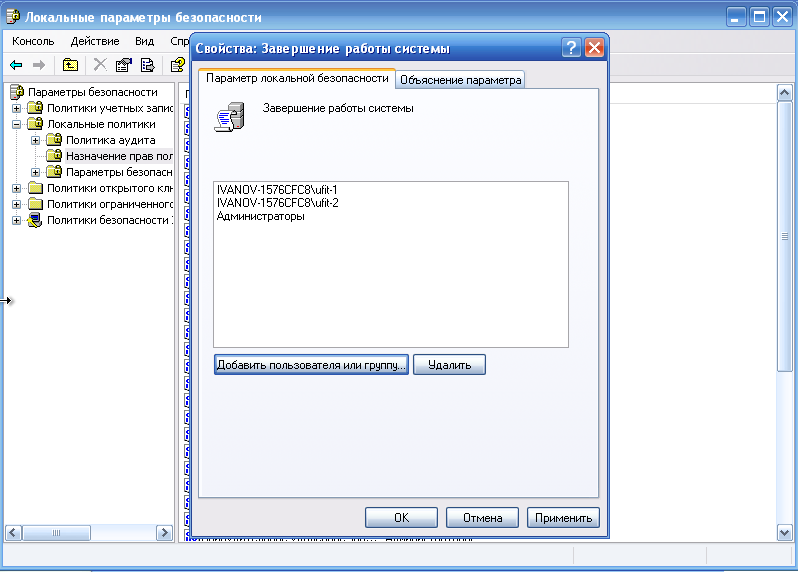 Локальные параметры безопасности
Консоль Действие Вид
Свойства: Завершение работы системы
Параметр локальной безопасности
Объяснение параметра
Завершение работы системы
IVANOV-1576CFC8\ufit-1
IVANOV-1576CFC8\ufit-2
Администраторы
Добавить пользователя или группу...
Удалить
OK
Отмена
Применить
Параметры безопасности
Политики учетных запис
Локальные политики
Политика аудита
Назначение прав пол
Параметры безопасн
Политики открытого клн
Политики ограниченного
Политики безопасности